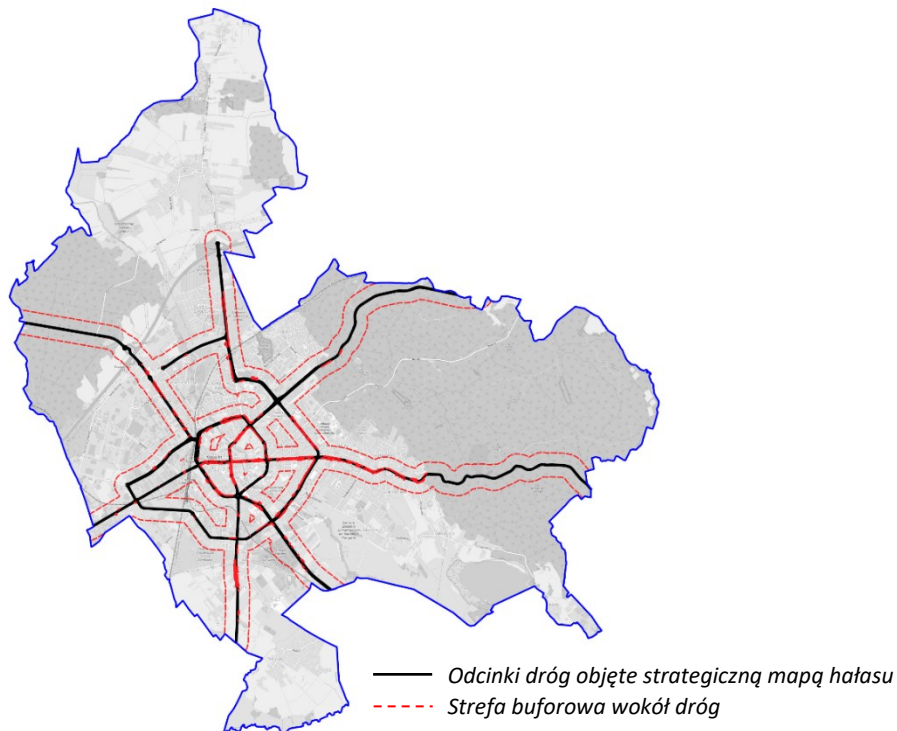 Odcinki dróg objęte strategiczną mapą hałasu
Strefa buforowa wokół dróg